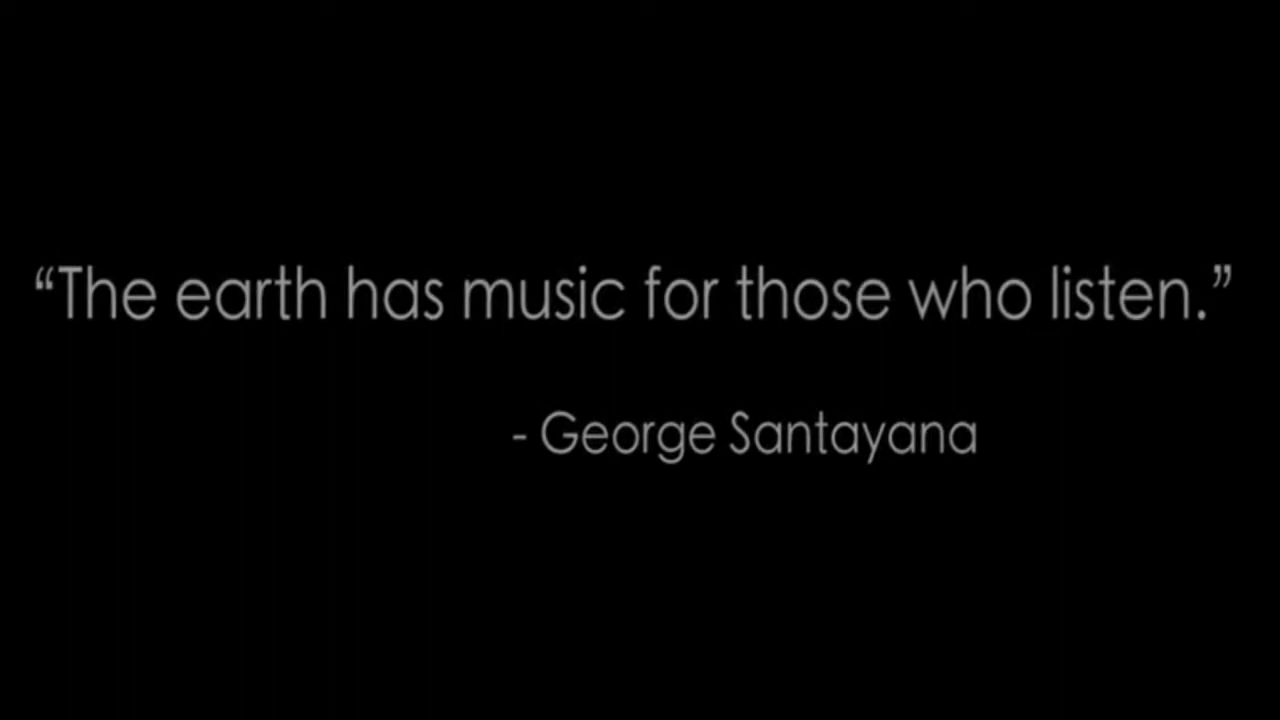 “The earth has music for those who listen.”
- George Santayana